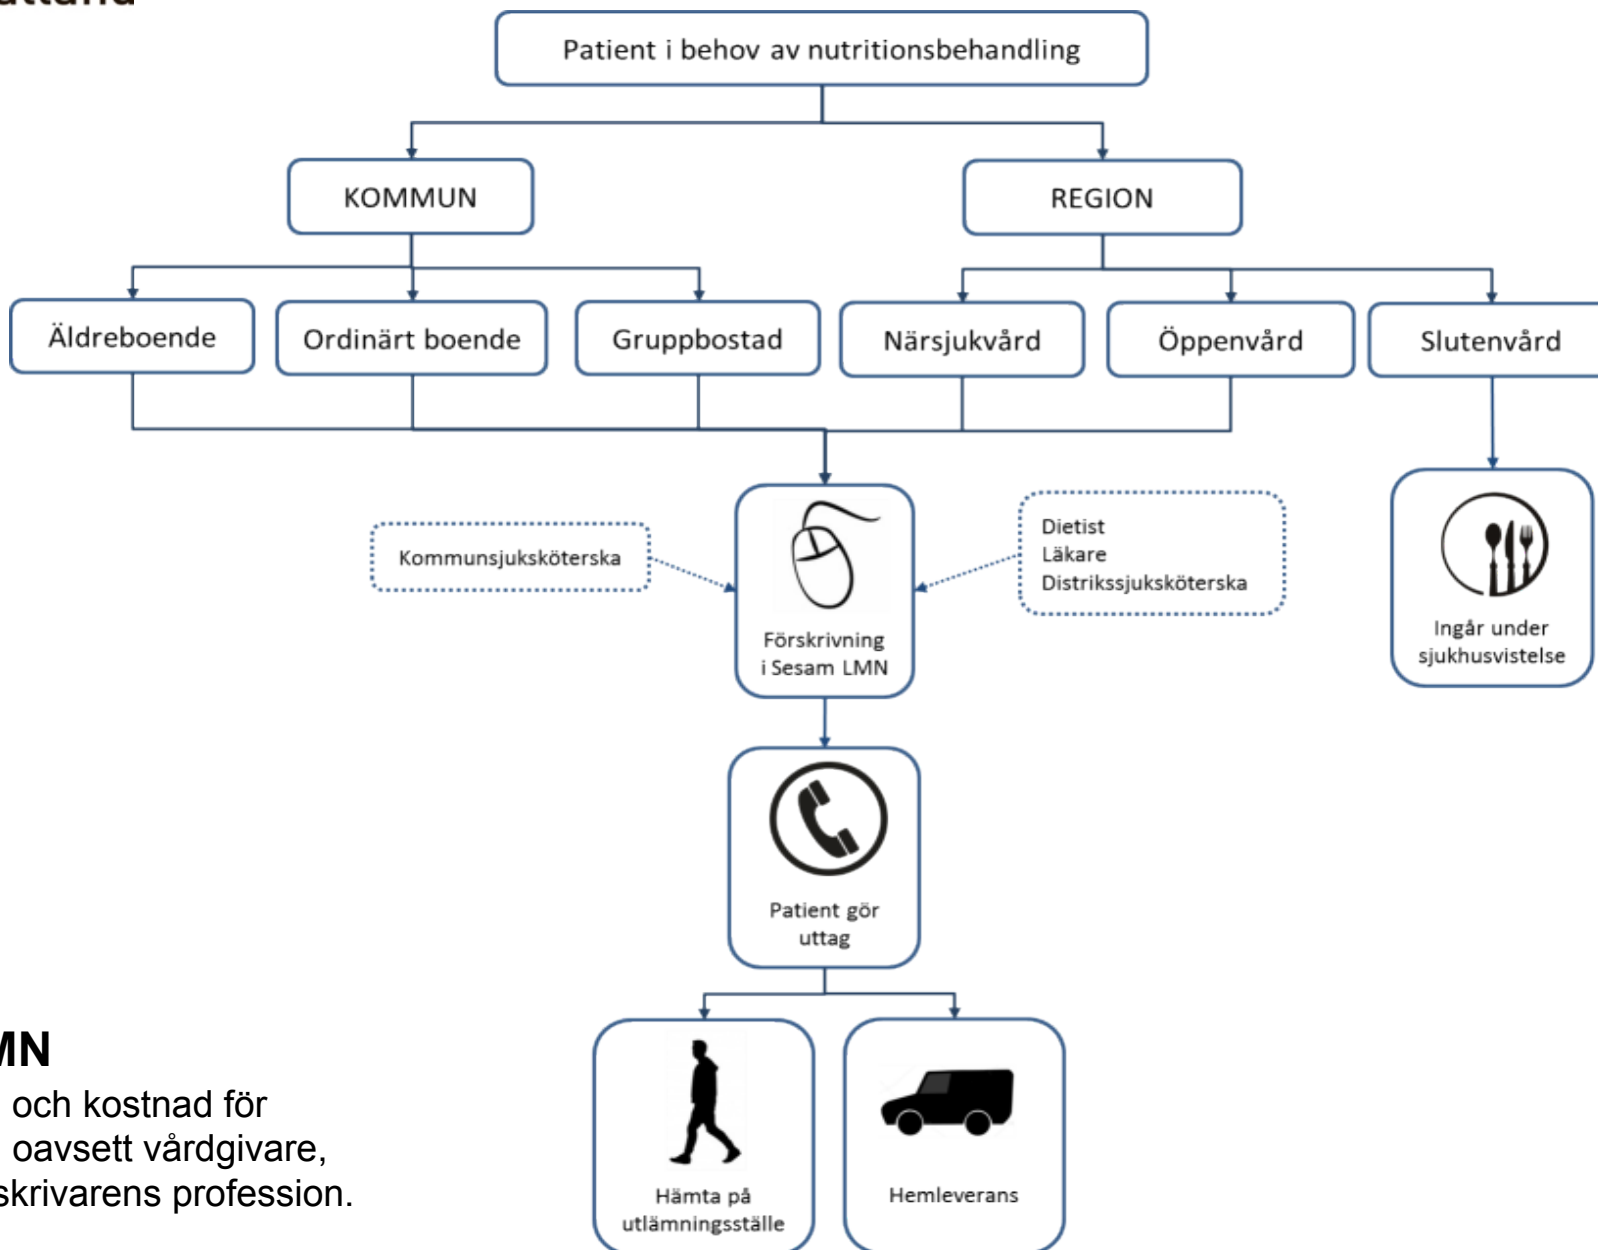 Patient i behov av nutritionsbehandling
KOMMUN
REGION
Äldreboende
Ordinärt boende
Gruppbostad
Närsjukvård
Öppenvård
Slutenvård
Kommunsjuksköterska
Dietist
Läkare
Distrikssjuksköterska
Förskrivning
i Sesam LMN
Ingår under
sjukhusvistelse
Patient gör
uttag
Hämta på
utlämningsställe
Hemleverans
MN
och kostnad för
oavsett vårdgivare,
skrivarens profession.